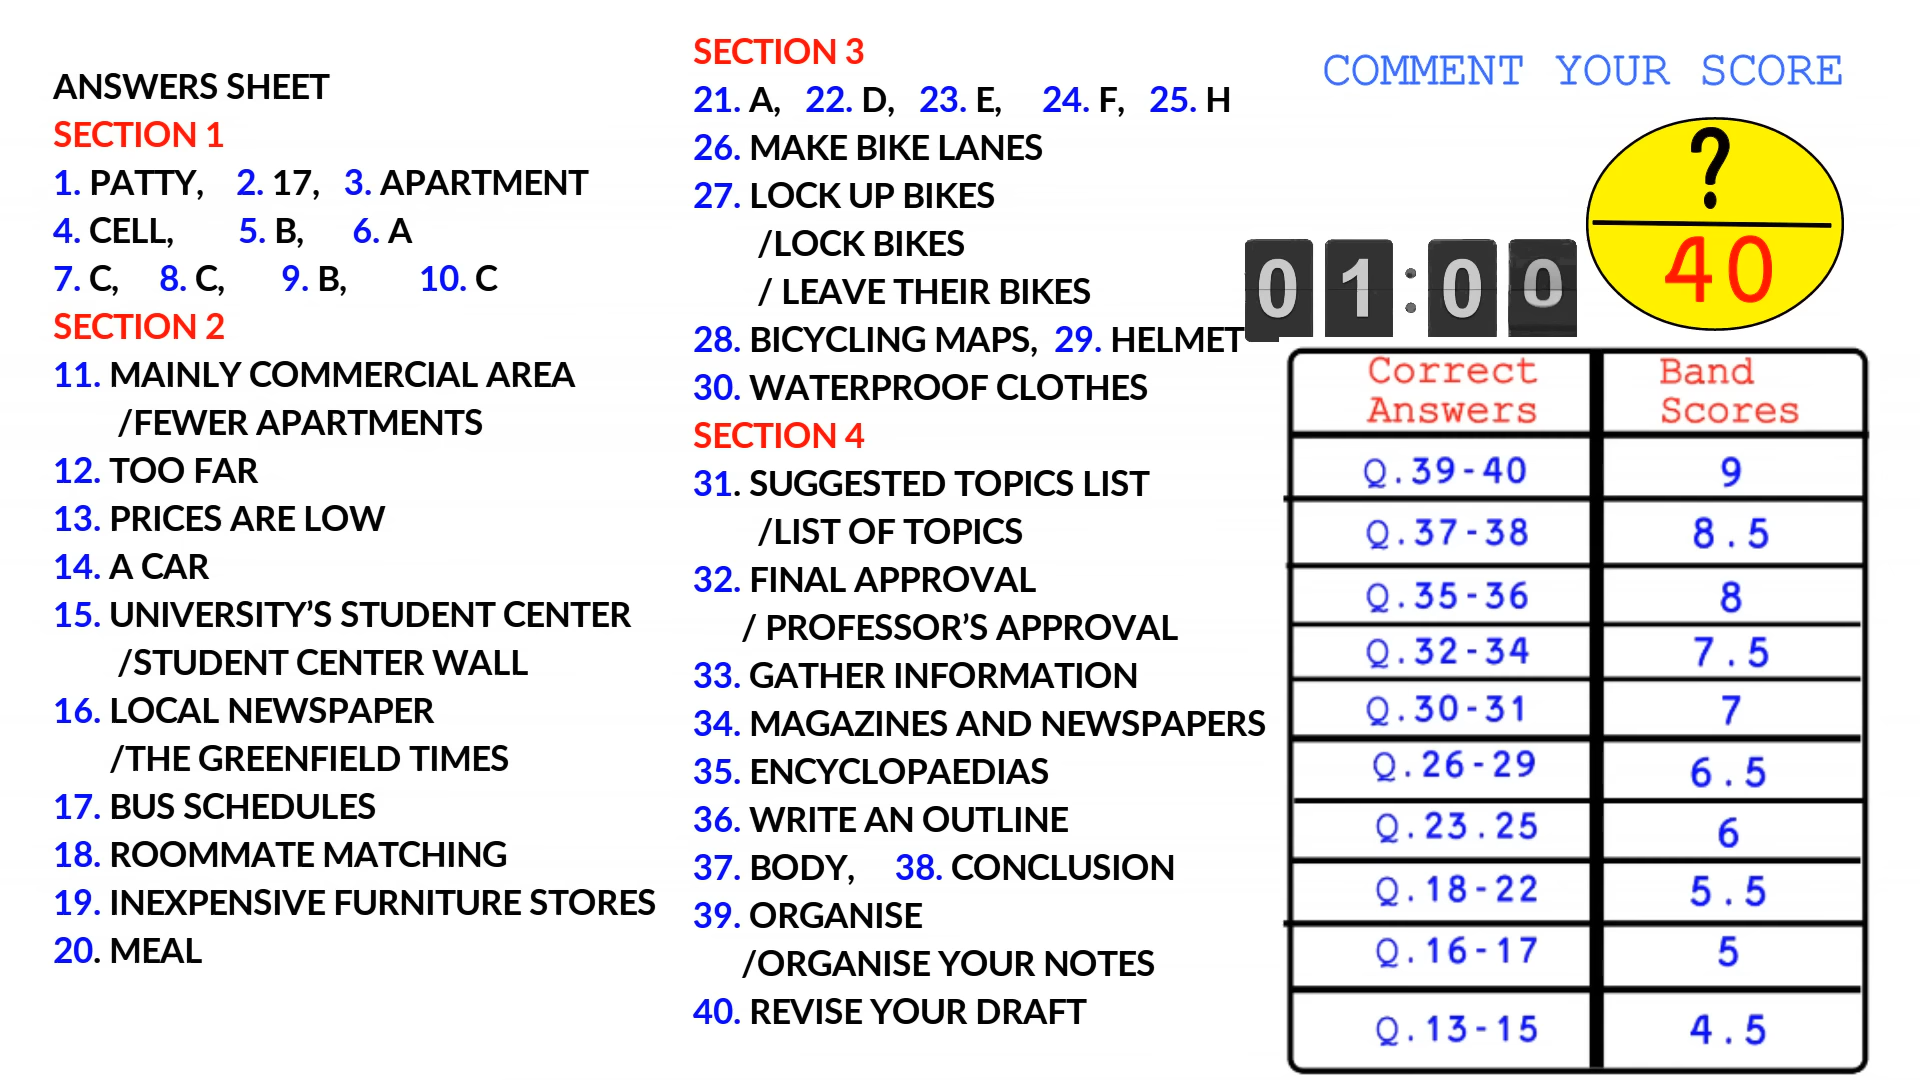 ANSWERS SHEET
SECTION 1
1. PATTY, 2. 17, 3. APARTMENT
4. CELL, 5. B, 6. A
7. C, 8. C, 9. B, 10. C
SECTION 2
11. MAINLY COMMERCIAL AREA
/FEWER APARTMENTS
12. TOO FAR
13. PRICES ARE LOW
14. A CAR
15. UNIVERSITY'S STUDENT CENTER
/STUDENT CENTER WALL
16. LOCAL NEWSPAPER
/THE GREENFIELD TIMES
17. BUS SCHEDULES
18. ROOMMATE MATCHING
19. INEXPENSIVE FURNITURE STORES
20. MEAL
SECTION 3
21. A, 22. D, 23. E, 24. F, 25. H
26. MAKE BIKE LANES
27. LOCK UP BIKES
/LOCK BIKES
/ LEAVE THEIR BIKES
28. BICYCLING MAPS, 29. HELMET
30. WATERPROOF CLOTHES
SECTION 4
31. SUGGESTED TOPICS LIST
/LIST OF TOPICS
32. FINAL APPROVAL
/ PROFESSOR'S APPROVAL
33. GATHER INFORMATION
34. MAGAZINES AND NEWSPAPERS
35. ENCYCLOPAEDIAS
36. WRITE AN OUTLINE
37. BODY, 38. CONCLUSION
39. ORGANISE
/ORGANISE YOUR NOTES
40. REVISE YOUR DRAFT
COMMENT YOUR SCORE
?
40
01:00
Correct Answers Band Scores
Q.39-40 9
Q.37-38 8.5
Q.35-36 8
Q.32-34 7.5
Q.30-31 7
Q.26-29 6.5
Q.23.25 6
Q.18-22 5.5
Q.16-17 5
Q.13-15 4.5